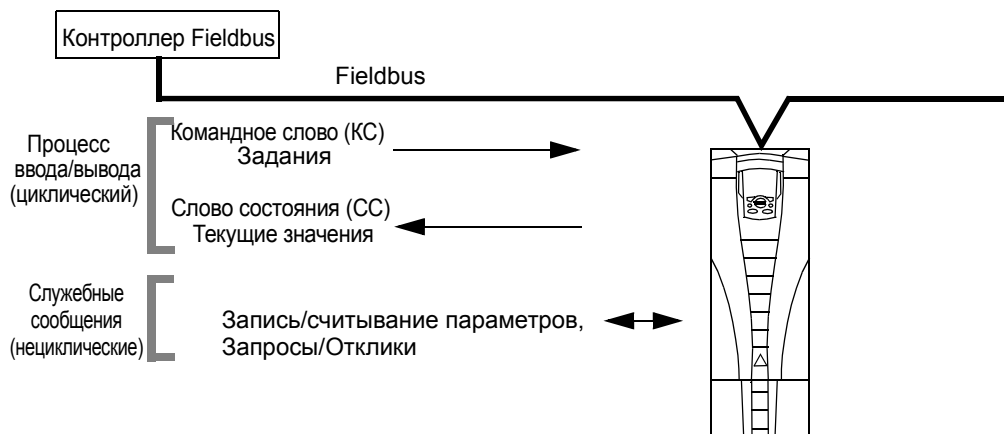 Контроллер Fieldbus
Fieldbus
Процесс
ввода/вывода
(циклический)
Командное слово (КС)
Задания
Слово состояния (СС)
Текущие значения
Служебные
сообщения
(нециклические)
Запись/считывание параметров,
Запросы/Отклики